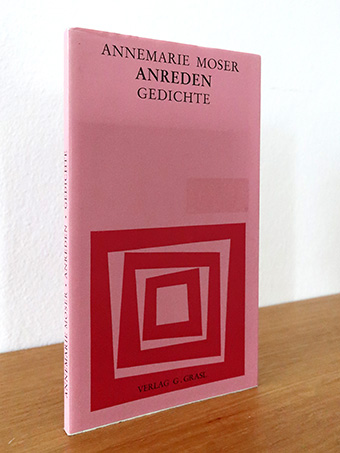 ANNEMARIE MOSER
ANREDEN
GEDICHTE
VERLAG G. GRASL
ANNEMARIE MOSER • ANREDEN • GEDICHTE